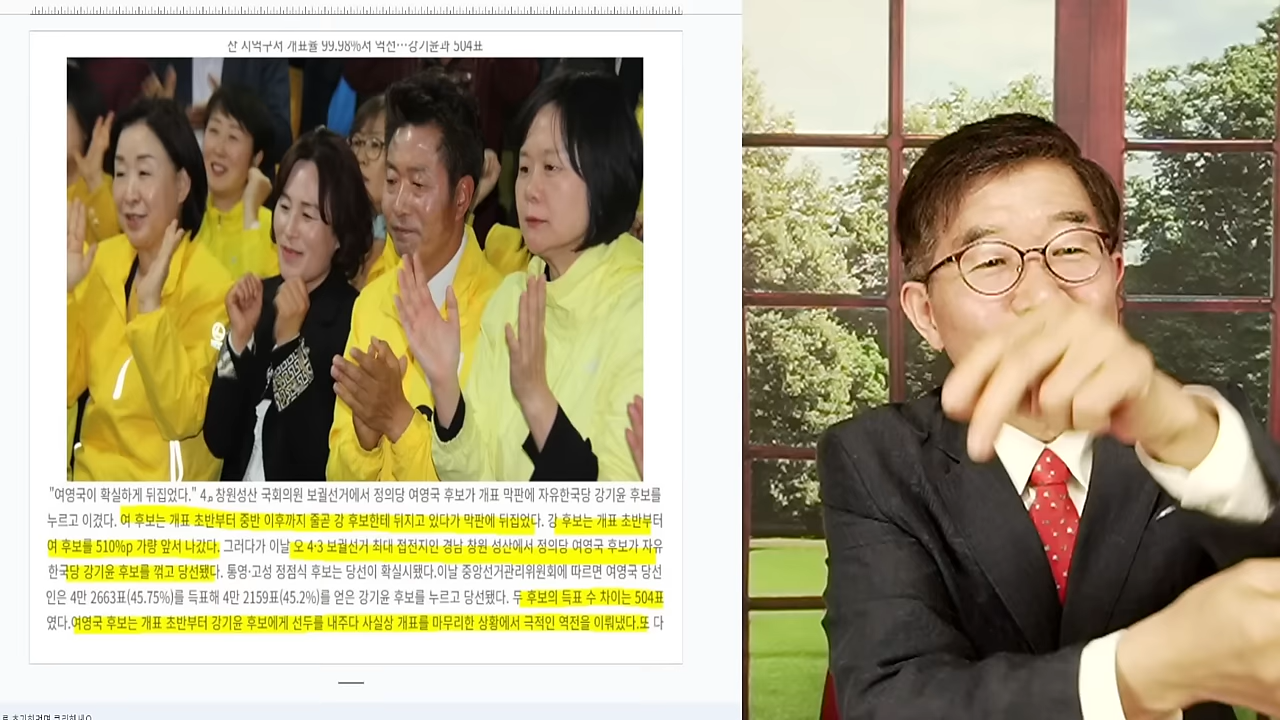 산 지역구서 개표율 99.98%서 역전…강기윤과 504표
"여영국이 확실하게 뒤집었다." 4.3 창원성산 국회의원 보궐선거에서 정의당 여영국 후보가 개표 막판에 자유한국당 강기윤 후보를
누르고 이겼다. 여 후보는 개표 초반부터 중반 이후까지 줄곧 강 후보한테 뒤지고 있다가 막판에 뒤집었다. 강 후보는 개표 초반부터
여 후보를 510%p 가량 앞서 나갔다. 그러다가 이날 오 4·3 보궐선거 최대 접전지인 경남 창원 성산에서 정의당 여영국 후보가 자유
한국당 강기윤 후보를 꺾고 당선됐다. 통영·고성 정점식 후보는 당선이 확실시됐다.이날 중앙선거관리위원회에 따르면 여영국 당선
인은 4만 2663표(45.75%)를 득표해 4만 2159표(45.2%)를 얻은 강기윤 후보를 누르고 당선됐다. 두 후보의 득표 수 차이는 504표
였다.여영국 후보는 개표 초반부터 강기윤 후보에게 선두를 내주다 사실상 개표를 마무리한 상황에서 극적인 역전을 이뤄냈다.또 다